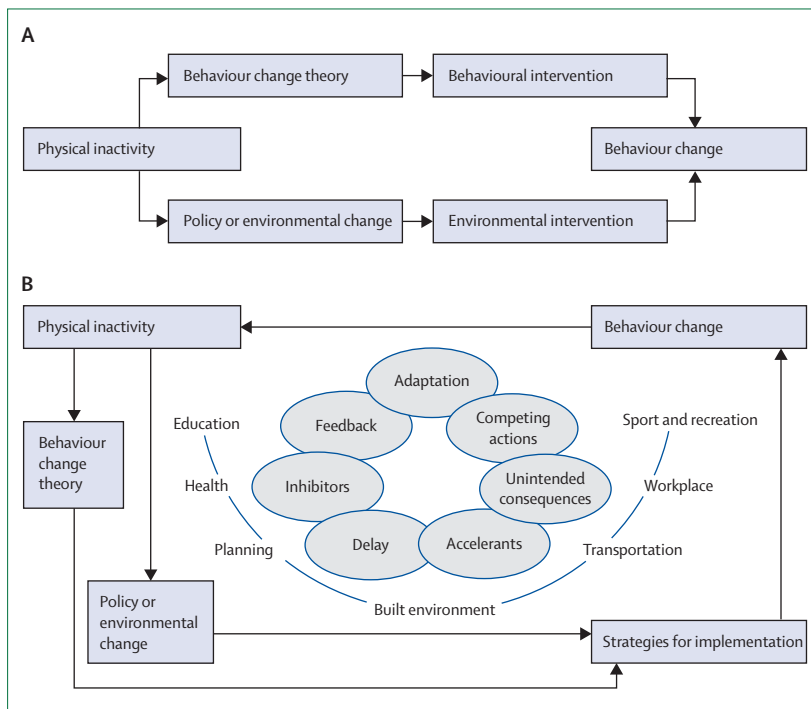 A
Behaviour change theory
Behavioural intervention
Physical inactivity
Behaviour change
Policy or environmental change
Environmental intervention
B
Physical inactivity
Behaviour change
Adaptation
Education
Feedback
Competing
actions
Sport and recreation
Behaviour
change
theory
Health
Inhibitors
Unintended
consequences
Workplace
Planning
Delay
Accelerants
Transportation
Policy or
environmental
change
Built environment
Strategies for implementation